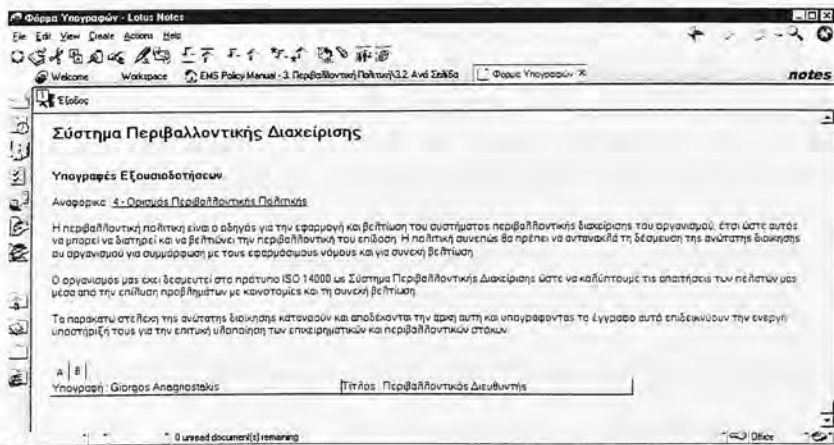 Φόρμα Υπογραφών - Lotus Notes
File Edit View Create Actions Help
Welcome Workspace EMS Policy Manual - 3. Περιβαλλοντική Πολιτική\3.2. Ανά Σελίδα Φόρμα Υπογραφών notes
Έξοδος
Σύστημα Περιβαλλοντικής Διαχείρισης
Υπογραφές Εξουσιοδοτήσεων
Αναφορικά: 4 - Ορισμός Περιβαλλοντικής Πολιτικής
Η περιβαλλοντική πολιτική είναι ο οδηγός για την εφαρμογή και βελτίωση του συστήματος περιβαλλοντικής διαχείρισης του οργανισμού, έτσι ώστε αυτός
να μπορεί να διατηρεί και να βελτιώνει την περιβαλλοντική του επίδοση. Η πολιτική συνεπώς θα πρέπει να αντανακλά τη δέσμευση της ανώτατης διοίκησης
ου οργανισμού για συμμόρφωση με τους εφαρμόσιμους νόμους και για συνεχή βελτίωση
Ο οργανισμός μας έχει δεσμευτεί στο πρότυπο ISO 14000 ως Σύστημα Περιβαλλοντικής Διαχείρισης ώστε να καλύπτουμε τις απαιτήσεις των πελατών μας
μέσα από την επίλυση προβλημάτων με καινοτομίες και τη συνεχή βελτίωση.
Τα παρακάτω στελέχη της ανώτατης διοίκησης κατανοούν και αποδέχονται την αρχή αυτή και υπογράφοντας το έγγραφο αυτό επιδεικνύουν την ενεργή
υποστήριξή τους για την επιτυχή υλοποίηση των επιχειρηματικών και περιβαλλοντικών στόχων
A B
Υπογραφή: Giorgos Anagnostakis Τίτλος: Περιβαλλοντικός Διευθυντής
0 unread document(s) remaining Office